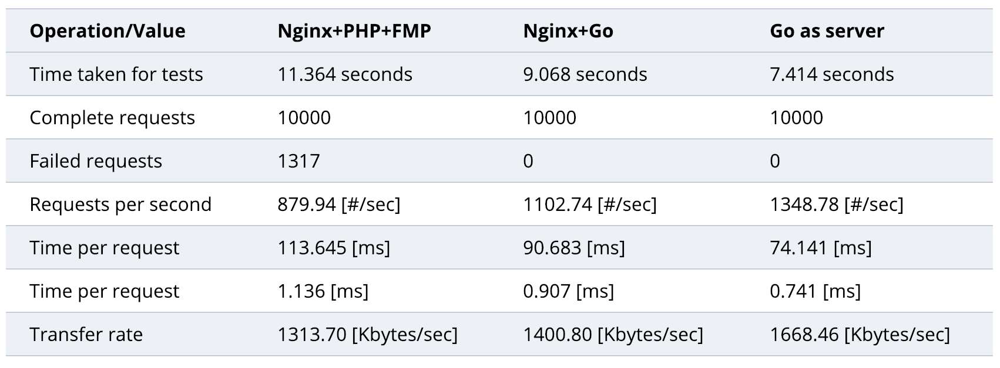 Operation/Value Nginx+PHP+FMP Nginx+Go Go as server
Time taken for tests 11.364 seconds 9.068 seconds 7.414 seconds
Complete requests 10000 10000 10000
Failed requests 1317 0 0
Requests per second 879.94 [#/sec] 1102.74 [#/sec] 1348.78 [#/sec]
Time per request 113.645 [ms] 90.683 [ms] 74.141 [ms]
Time per request 1.136 [ms] 0.907 [ms] 0.741 [ms]
Transfer rate 1313.70 [Kbytes/sec] 1400.80 [Kbytes/sec] 1668.46 [Kbytes/sec]